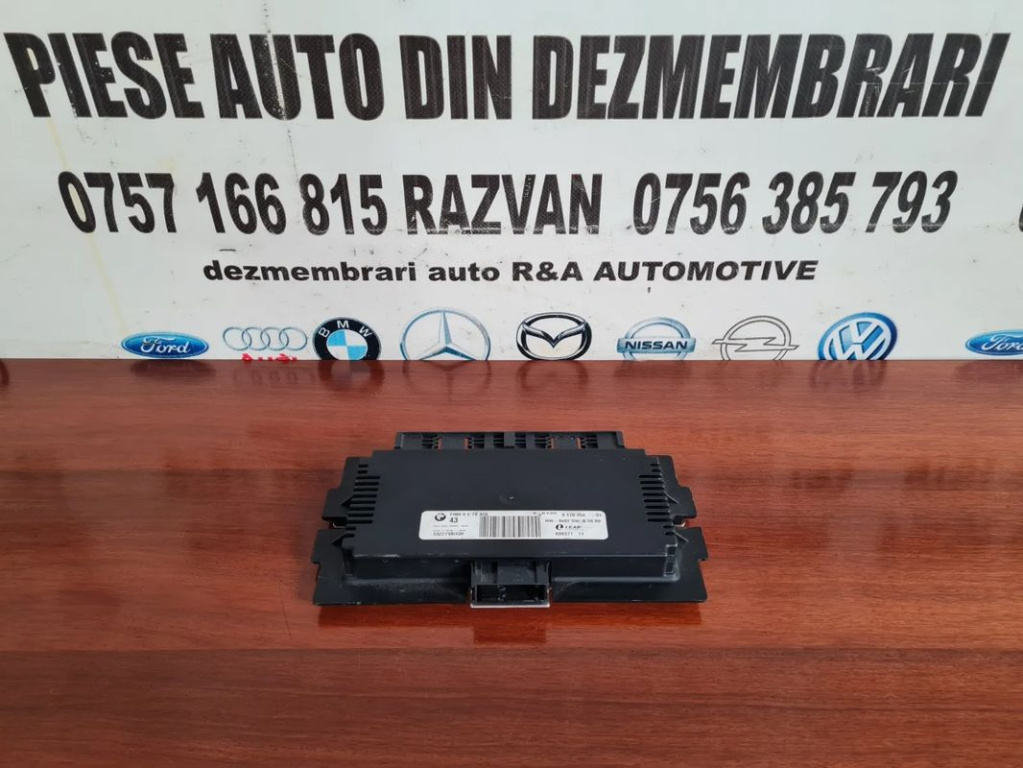 PIESE AUTO DIN DEZMEMBRARI
0757 166 815 RAZVAN 0756 385 793
dezmembrari auto R&A AUTOMOTIVE
Ford
Audi
BMW
NISSAN
Ford
43
LEAR